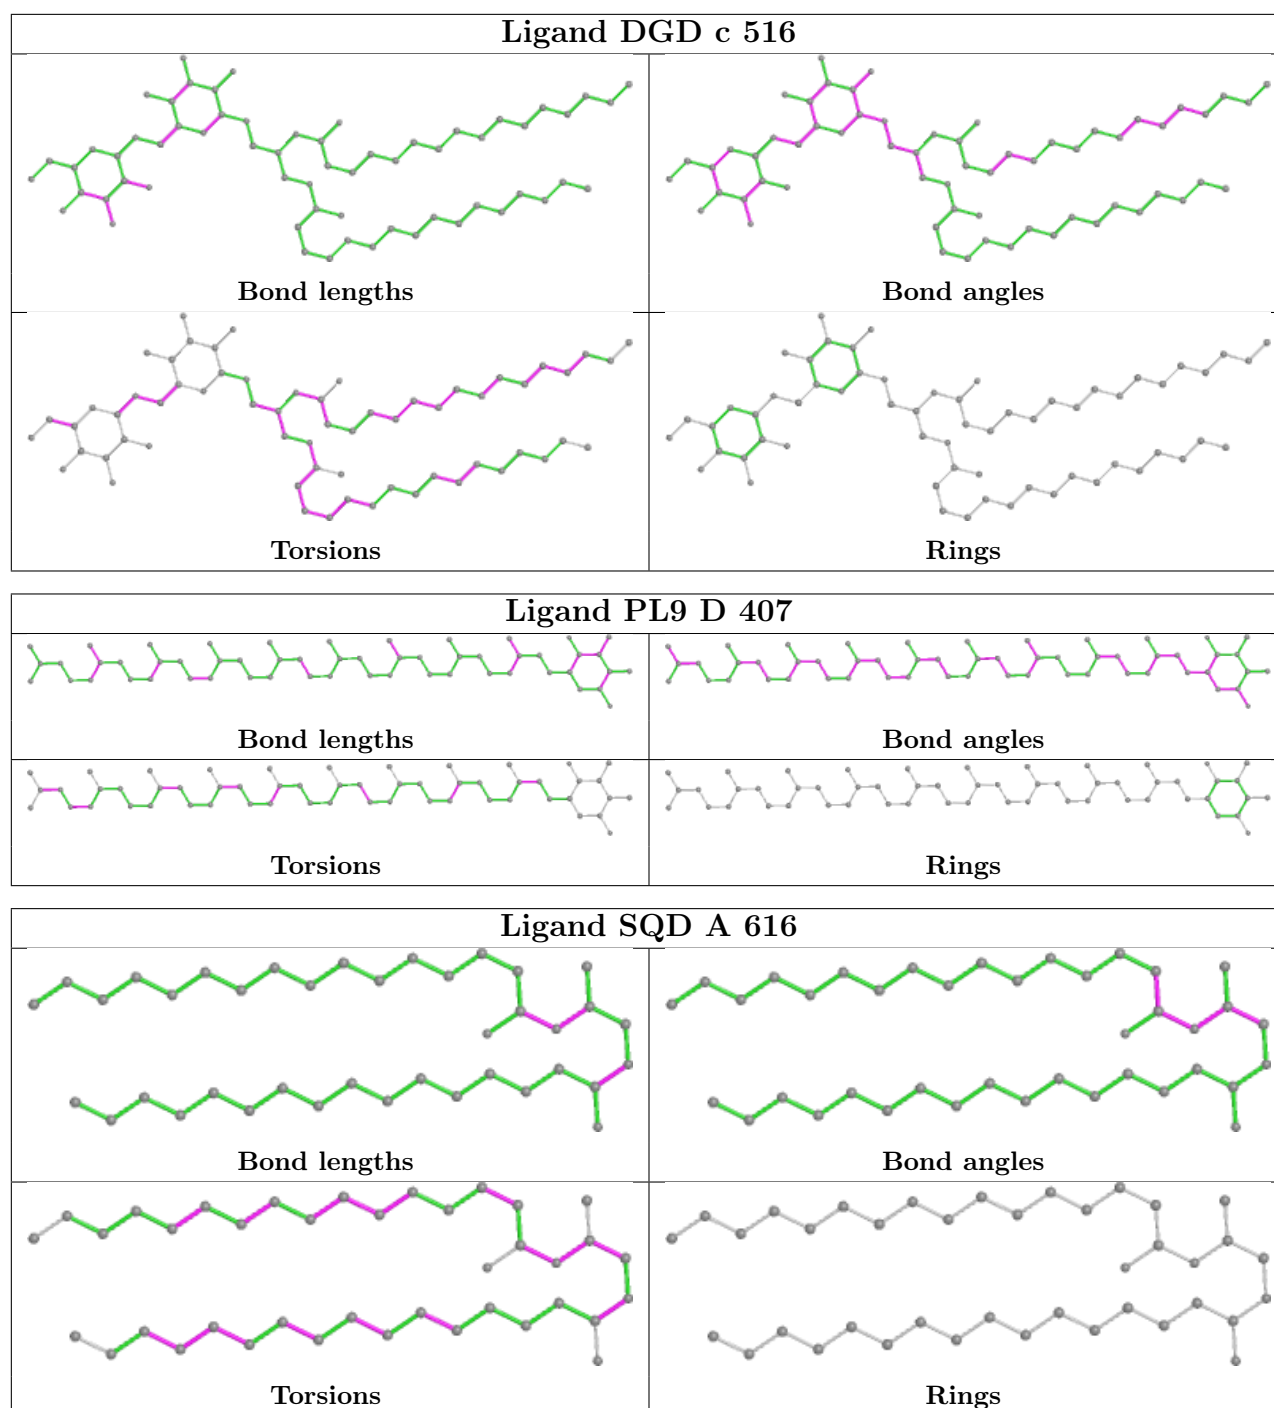 Ligand DGD c 516
Bond lengths
Bond angles
Torsions
Rings
Ligand PL9 D 407
Bond lengths
Bond angles
Torsions
Rings
Ligand SQD A 616
Bond lengths
Bond angles
Torsions
Rings